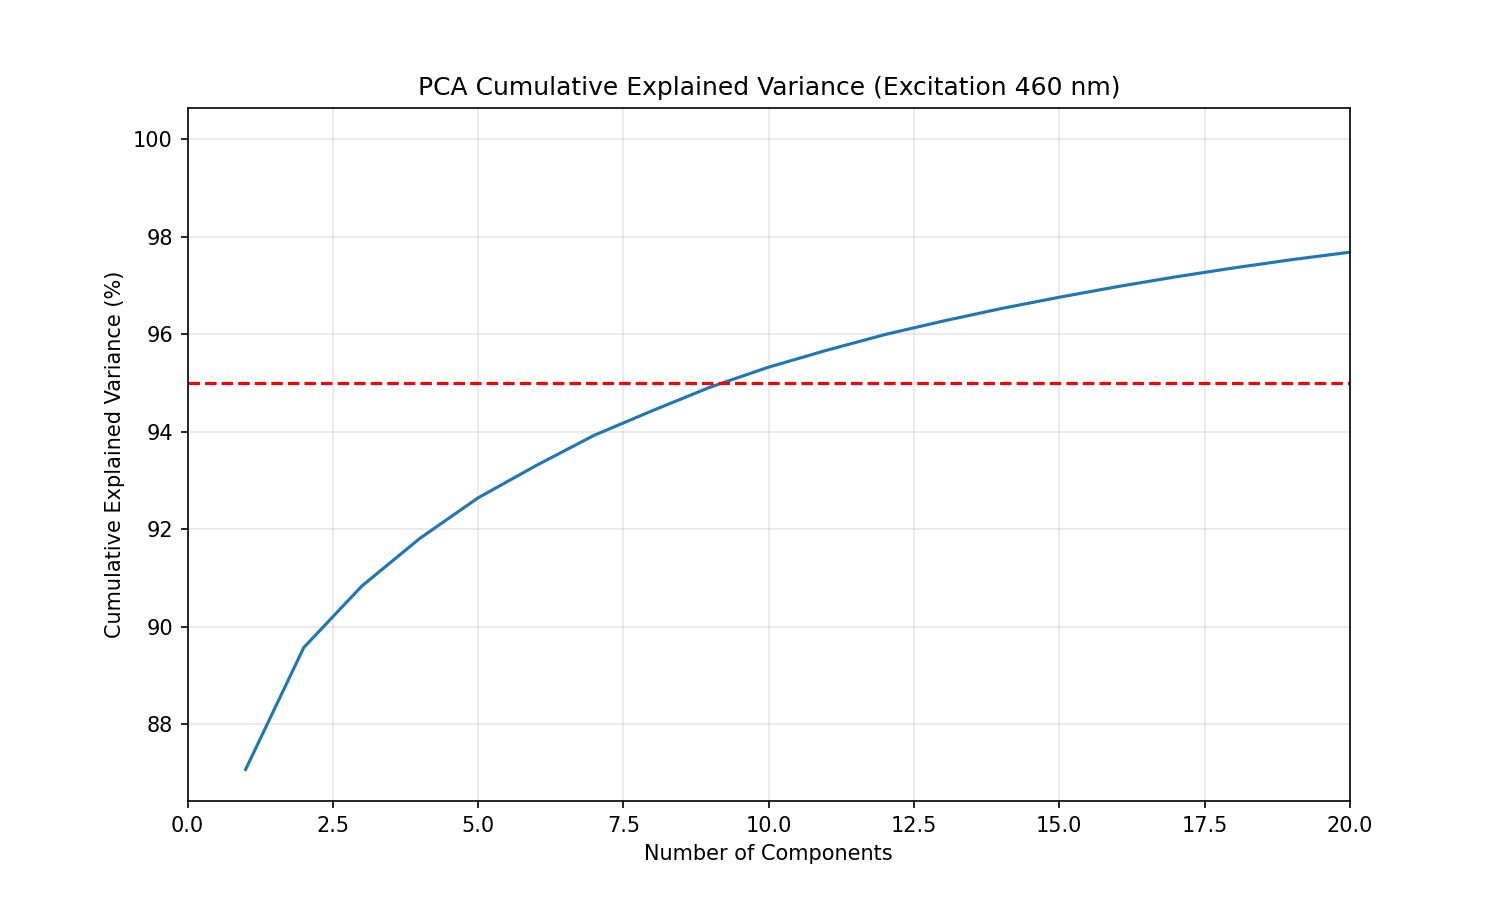 PCA Cumulative Explained Variance (Excitation 460 nm)
100
98
96
94
92
90
88
Cumulative Explained Variance (%)
0.0 2.5 5.0 7.5 10.0 12.5 15.0 17.5 20.0
Number of Components